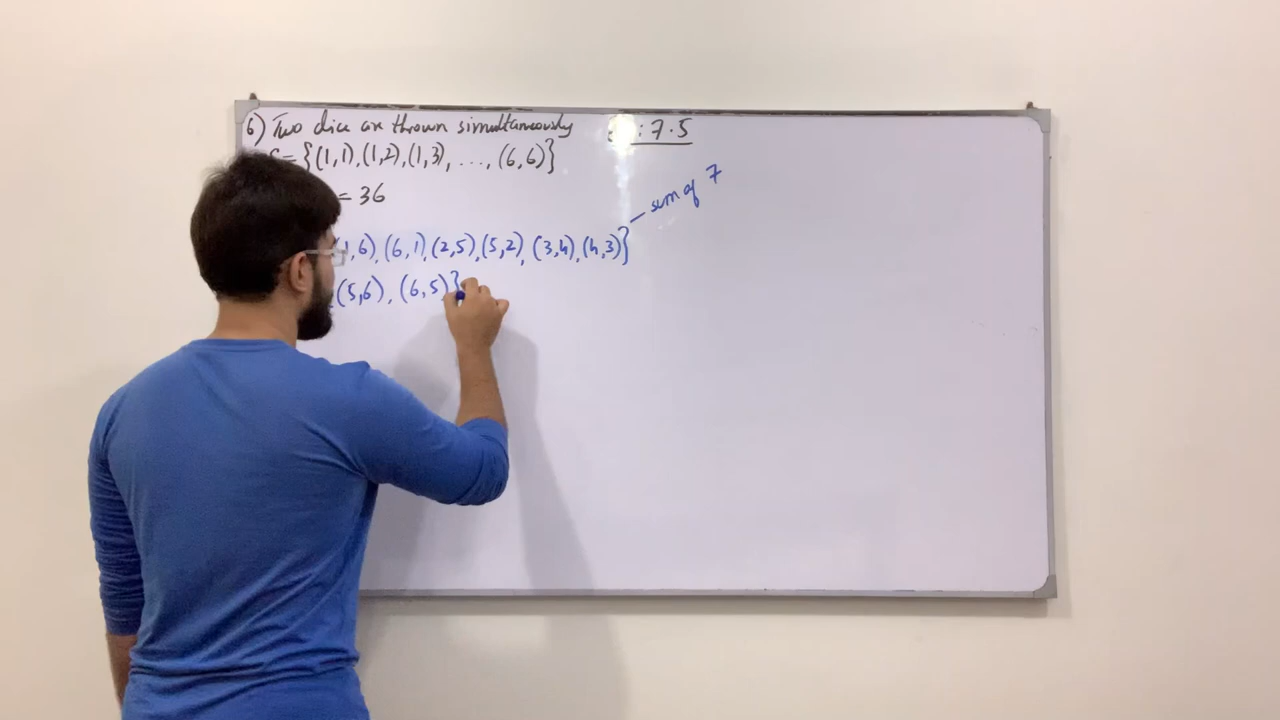 6) Two dice are thrown simultaneously
: 7.5
S = {(1,1),(1,2),(1,3), ..., (6,6)}
= 36
sum of 7
1,6),(6,1),(2,5),(5,2),(3,4),(4,3)}
{(5,6), (6,5)}